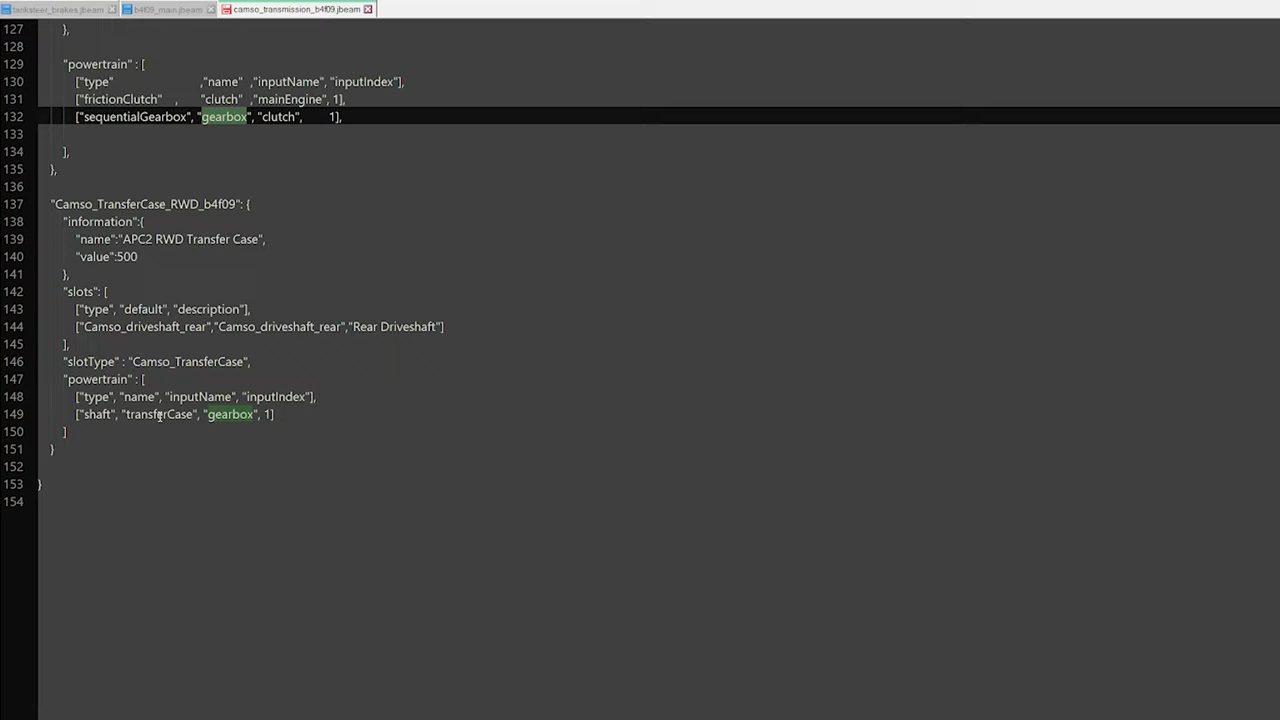 tanksteer_brakes.jbeam b4f09_main.jbeam camso_transmission_b4f09.jbeam
127 },
128
129 "powertrain" : [
130 ["type" ,"name" ,"inputName", "inputIndex"],
131 ["frictionClutch" , "clutch" ,"mainEngine", 1],
132 ["sequentialGearbox", "gearbox", "clutch", 1],
133
134 ],
135 },
136
137 "Camso_TransferCase_RWD_b4f09": {
138 "information":{
139 "name":"APC2 RWD Transfer Case",
140 "value":500
141 },
142 "slots": [
143 ["type", "default", "description"],
144 ["Camso_driveshaft_rear","Camso_driveshaft_rear","Rear Driveshaft"]
145 ],
146 "slotType" : "Camso_TransferCase",
147 "powertrain" : [
148 ["type", "name", "inputName", "inputIndex"],
149 ["shaft", "transferCase", "gearbox", 1]
150 ]
151 }
152
153 }
154